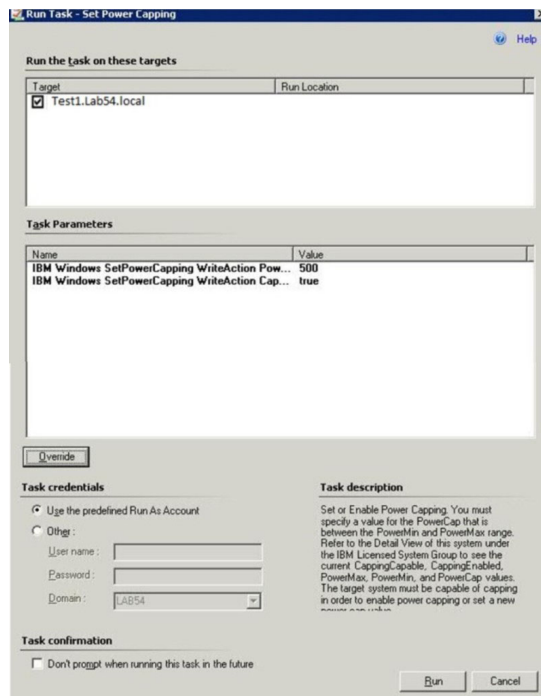 Run Task - Set Power Capping
Help
Run the task on these targets
Target Run Location
Test1.Lab54.local
Task Parameters
Name Value
IBM Windows SetPowerCapping WriteAction Pow... 500
IBM Windows SetPowerCapping WriteAction Cap... true
Override
Task credentials
Use the predefined Run As Account
Other :
User name :
Password :
Domain : LAB54
Task description
Set or Enable Power Capping. You must
specify a value for the PowerCap that is
between the PowerMin and PowerMax range.
Refer to the Detail View of this system under
the IBM Licensed System Group to see the
current CappingCapable, CappingEnabled,
PowerMax, PowerMin, and PowerCap values.
The target system must be capable of capping
in order to enable power capping or set a new
power cap value
Task confirmation
Don't prompt when running this task in the future
Run Cancel